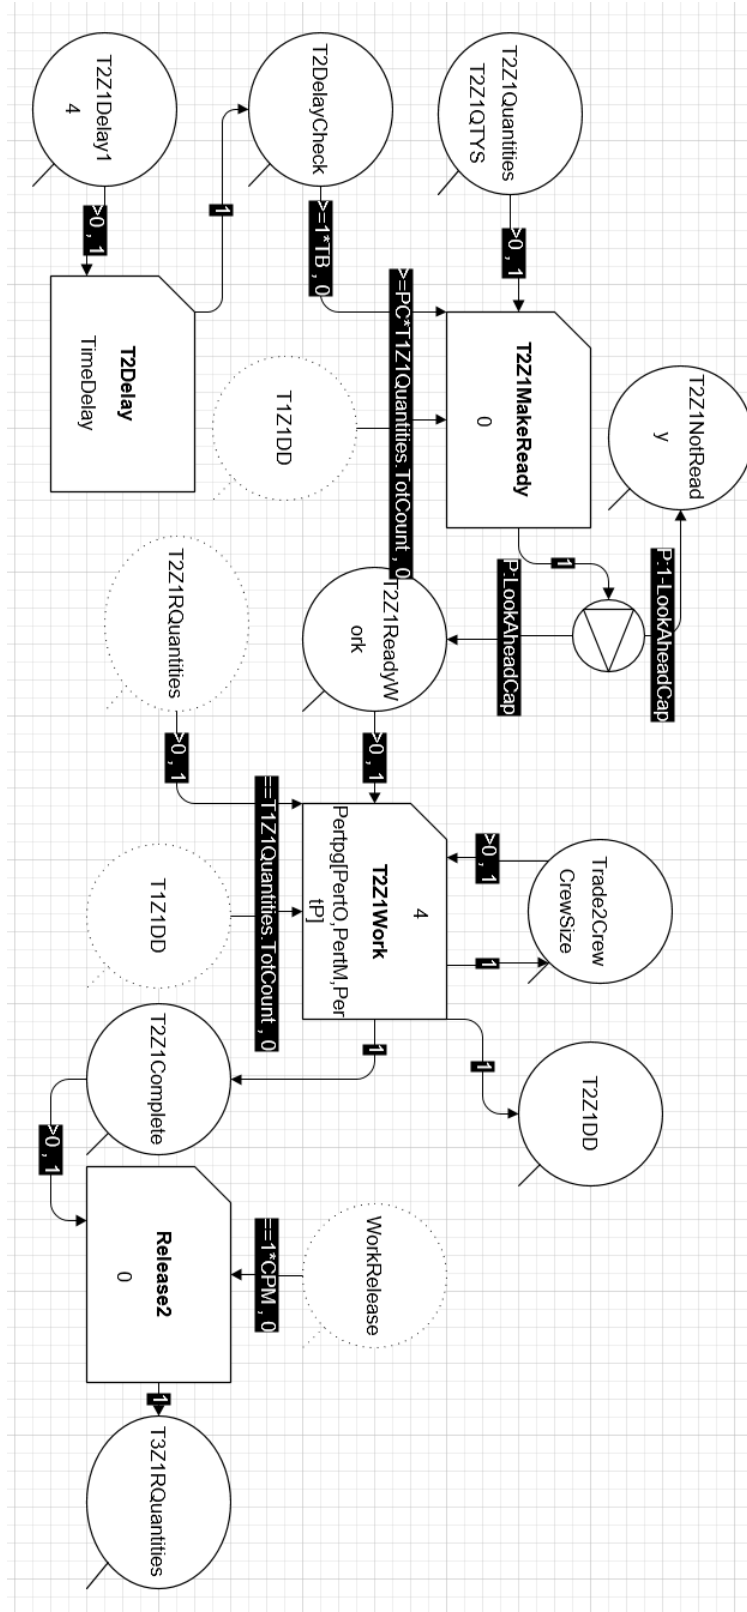 T2Z1Delay1
4
>0 , 1
T2Delay
TimeDelay
1
T2DelayCheck
>=1*TB , 0
T2Z1Quantities
T2Z1QTYS
>0 , 1
T2Z1MakeReady
0
T1Z1DD
>=PC*T1Z1Quantities.TotCount , 0
1
P:1-LookAheadCap
T2Z1NotRead
y
P:LookAheadCap
T2Z1ReadyW
ork
>0 , 1
T2Z1RQuantities
>0 , 1
T1Z1DD
==T1Z1Quantities.TotCount , 0
4
T2Z1Work
Pertpg[PertO,PertM,Per
tP]
Trade2Crew
CrewSize
>0 , 1
1
1
T2Z1DD
1
T2Z1Complete
>0 , 1
Release2
0
WorkRelease
==1*CPM , 0
1
T3Z1RQuantities